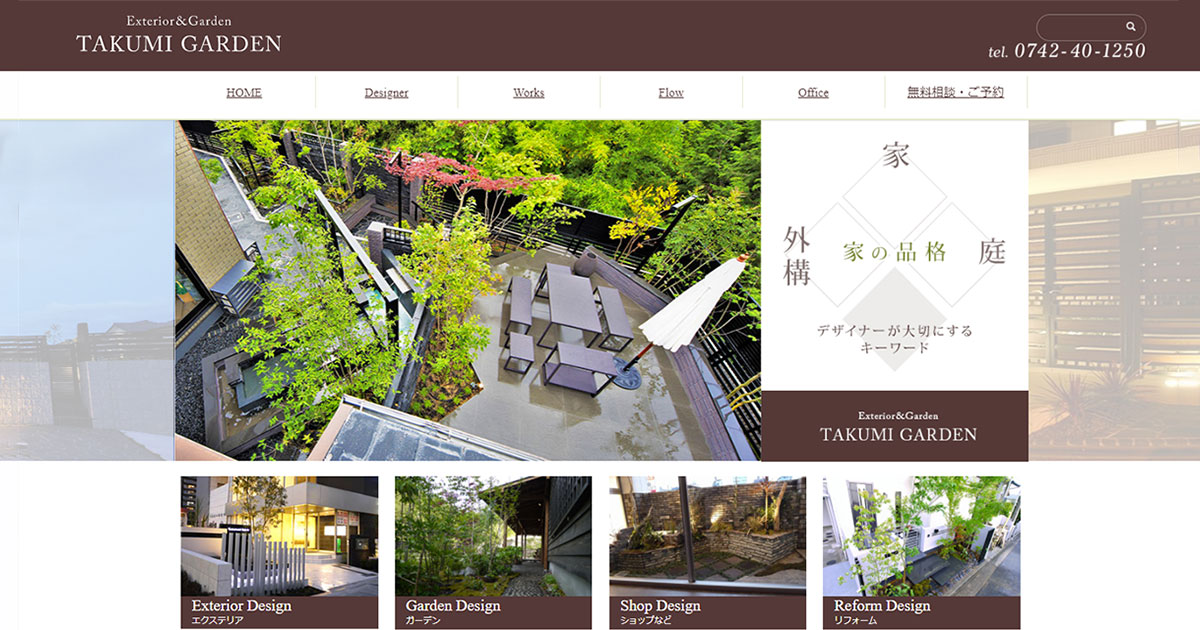 Exterior&Garden
TAKUMI GARDEN
tel. 0742-40-1250
HOME
Designer
Works
Flow
Office
無料相談・ご予約
家
外構
家の品格
庭
デザイナーが大切にする
キーワード
Exterior&Garden
TAKUMI GARDEN
Exterior Design
エクステリア
Garden Design
ガーデン
Shop Design
ショップなど
Reform Design
リフォーム